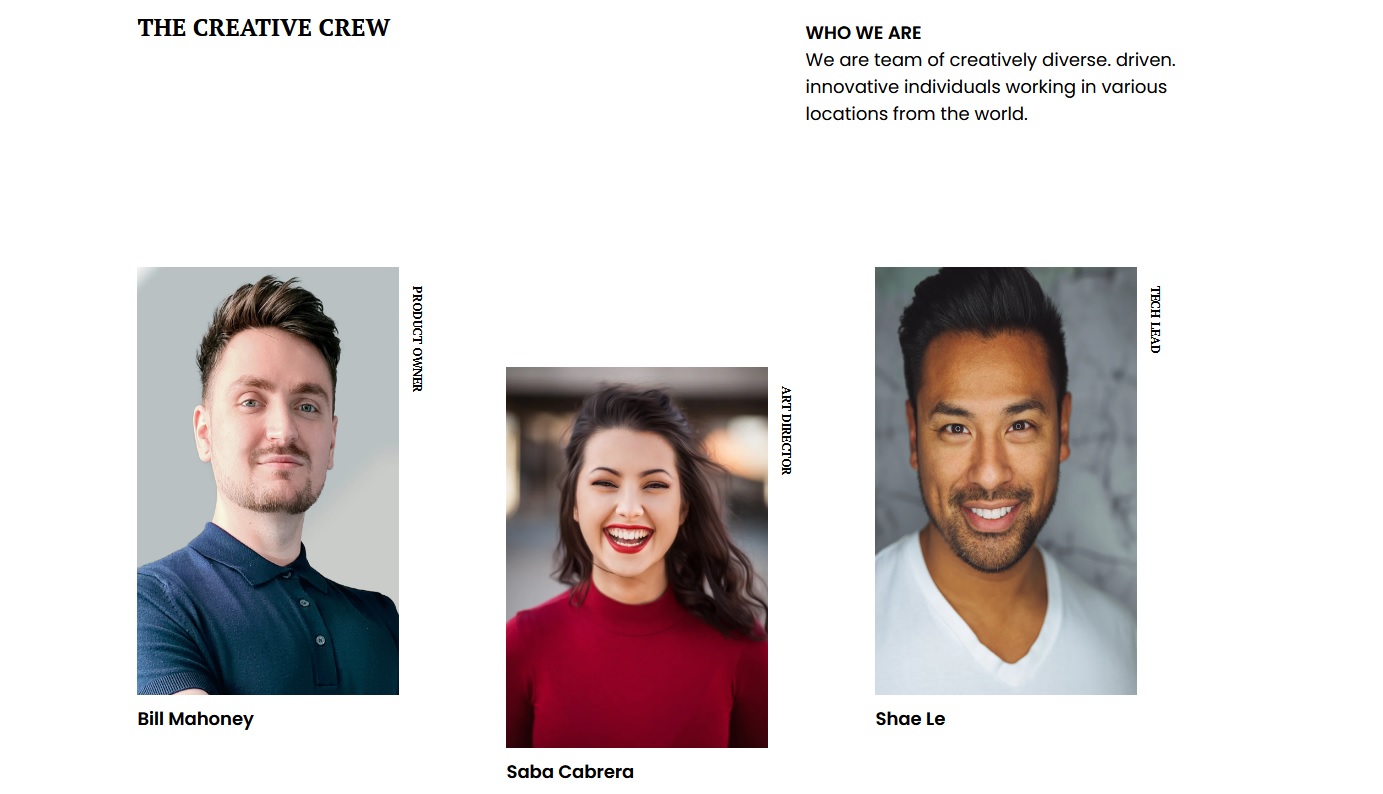 THE CREATIVE CREW
WHO WE ARE
We are team of creatively diverse. driven.
innovative individuals working in various
locations from the world.
PRODUCT OWNER
Bill Mahoney
ART DIRECTOR
Saba Cabrera
TECH LEAD
Shae Le